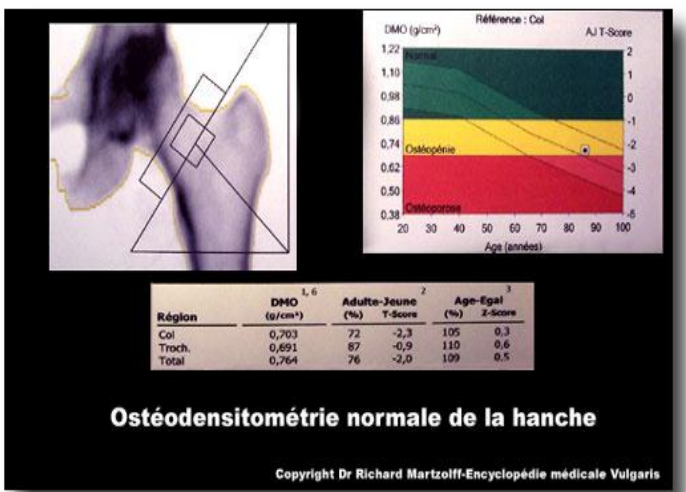 Référence : Col
DMO (g/cm²) AJ T-Score
1,22 2
Normal
1,10 1
0,98 0
0,86 -1
0,74 -2
Ostéopénie
0,62 -3
0,50 -4
Ostéoporose
0,38 -5
20 30 40 50 60 70 80 90 100
Age (années)
1, 6 2 3
DMO Adulte-Jeune Age-Egal
Région (g/cm²) (%) T-Score (%) Z-Score
Col 0,703 72 -2,3 105 0,3
Troch. 0,691 87 -0,9 110 0,6
Total 0,764 76 -2,0 109 0.5
Ostéodensitométrie normale de la hanche
Copyright Dr Richard Martzolff-Encyclopédie médicale Vulgaris